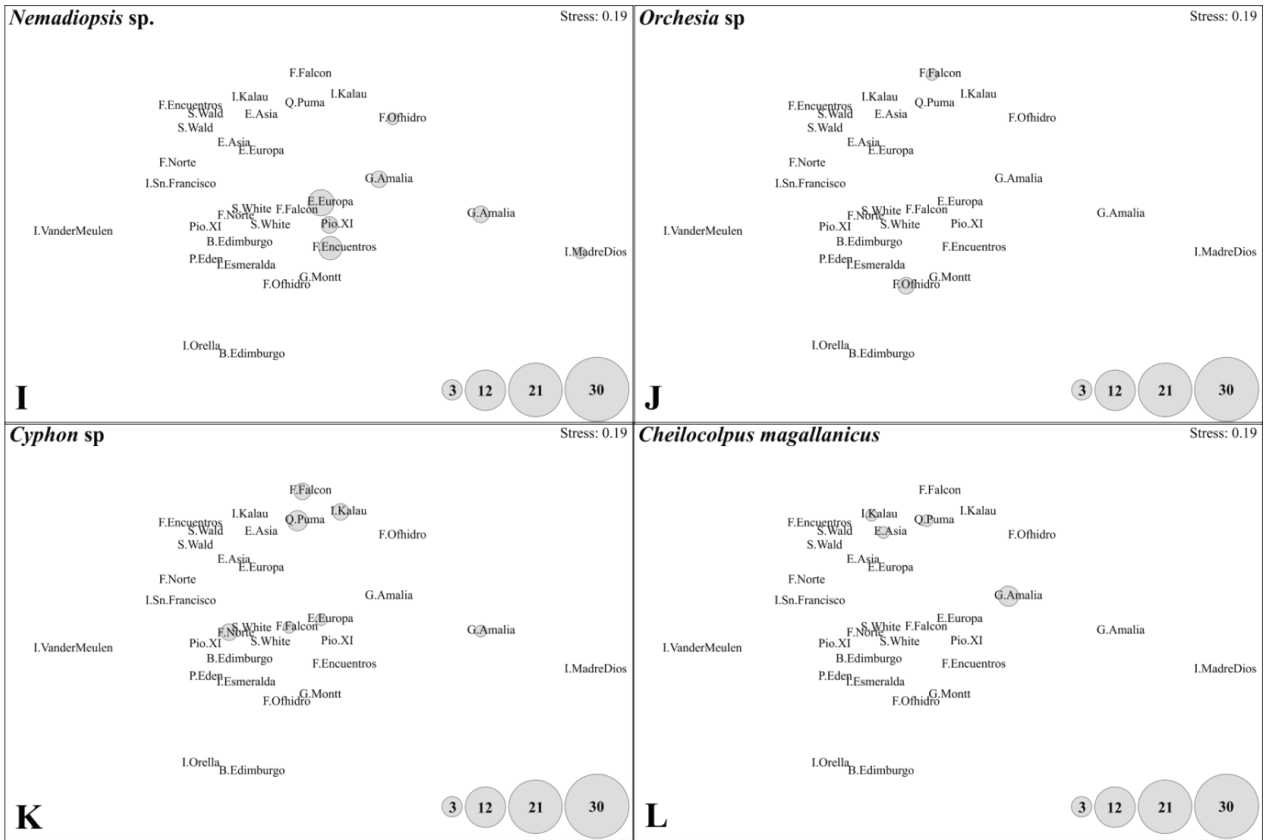 Nemadiopsis sp.
Stress: 0.19
F.Falcon
I.Kalau
I.Kalau
F.Encuentros
Q.Puma
S.Wald
E.Asia
F.Ofhidro
S.Wald
E.Asia
E.Europa
F.Norte
G.Amalia
I.Sn.Francisco
E.Europa
S.White
F.Falcon
F.Norte
G.Amalia
Pio.XI
S.White
Pio.XI
I.VanderMeulen
B.Edimburgo
F.Encuentros
I.MadreDios
P.Eden
I.Esmeralda
G.Montt
F.Ofhidro
I.Orella
B.Edimburgo
I
3 12 21 30
Orchesia sp
Stress: 0.19
F.Falcon
I.Kalau
I.Kalau
F.Encuentros
Q.Puma
S.Wald
E.Asia
F.Ofhidro
S.Wald
E.Asia
E.Europa
F.Norte
G.Amalia
I.Sn.Francisco
E.Europa
S.White
F.Falcon
F.Norte
G.Amalia
Pio.XI
S.White
Pio.XI
I.VanderMeulen
B.Edimburgo
F.Encuentros
I.MadreDios
P.Eden
I.Esmeralda
G.Montt
F.Ofhidro
I.Orella
B.Edimburgo
J
3 12 21 30
Cyphon sp
Stress: 0.19
F.Falcon
I.Kalau
I.Kalau
F.Encuentros
Q.Puma
S.Wald
E.Asia
F.Ofhidro
S.Wald
E.Asia
E.Europa
F.Norte
G.Amalia
I.Sn.Francisco
E.Europa
S.White
F.Falcon
F.Norte
G.Amalia
Pio.XI
S.White
Pio.XI
I.VanderMeulen
B.Edimburgo
F.Encuentros
I.MadreDios
P.Eden
I.Esmeralda
G.Montt
F.Ofhidro
I.Orella
B.Edimburgo
K
3 12 21 30
Cheilocolpus magallanicus
Stress: 0.19
F.Falcon
I.Kalau
I.Kalau
F.Encuentros
Q.Puma
S.Wald
E.Asia
F.Ofhidro
S.Wald
E.Asia
E.Europa
F.Norte
G.Amalia
I.Sn.Francisco
E.Europa
S.White
F.Falcon
F.Norte
G.Amalia
Pio.XI
S.White
Pio.XI
I.VanderMeulen
B.Edimburgo
F.Encuentros
I.MadreDios
P.Eden
I.Esmeralda
G.Montt
F.Ofhidro
I.Orella
B.Edimburgo
L
3 12 21 30